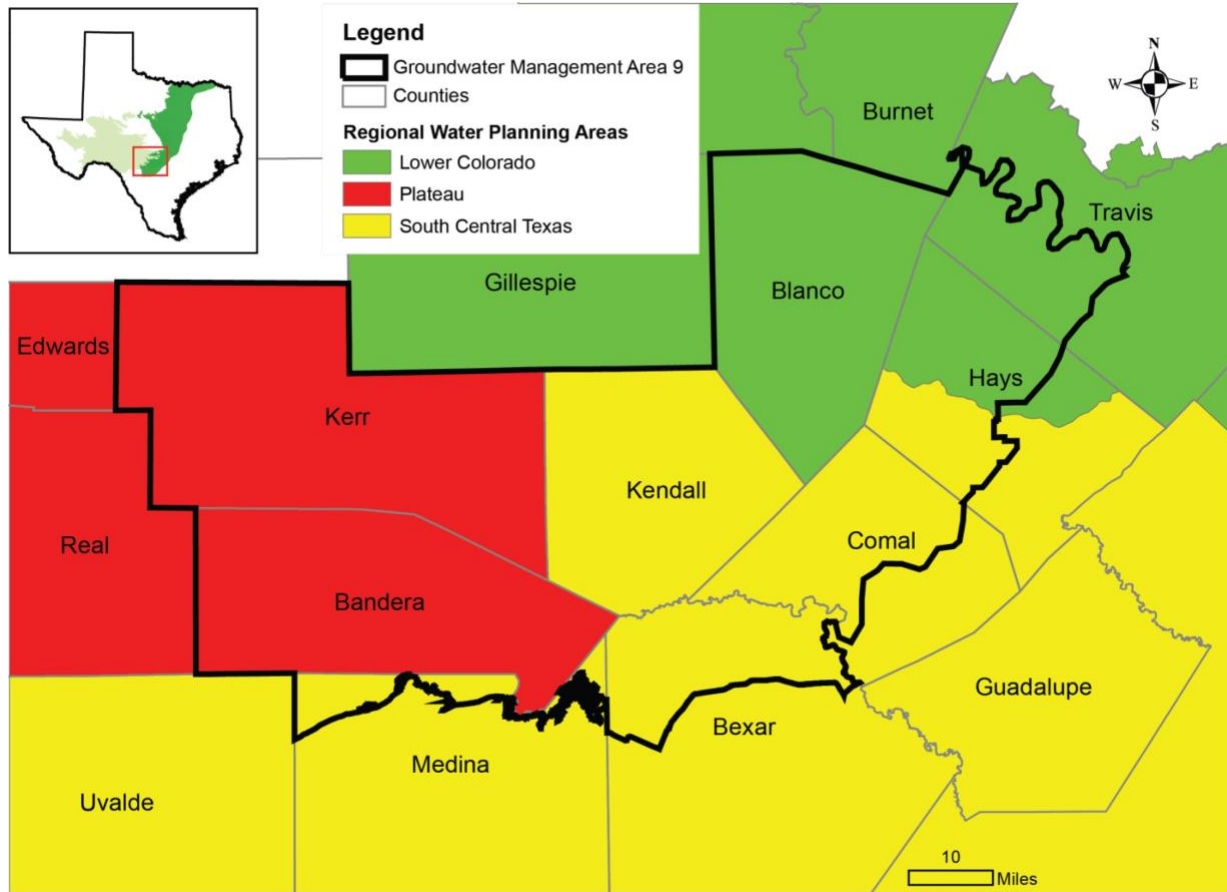 Legend
Groundwater Management Area 9
Counties
Regional Water Planning Areas
Lower Colorado
Plateau
South Central Texas
N
W
E
S
Burnet
Travis
Gillespie
Blanco
Edwards
Hays
Kerr
Kendall
Real
Comal
Bandera
Guadalupe
Bexar
Medina
Uvalde
10
Miles